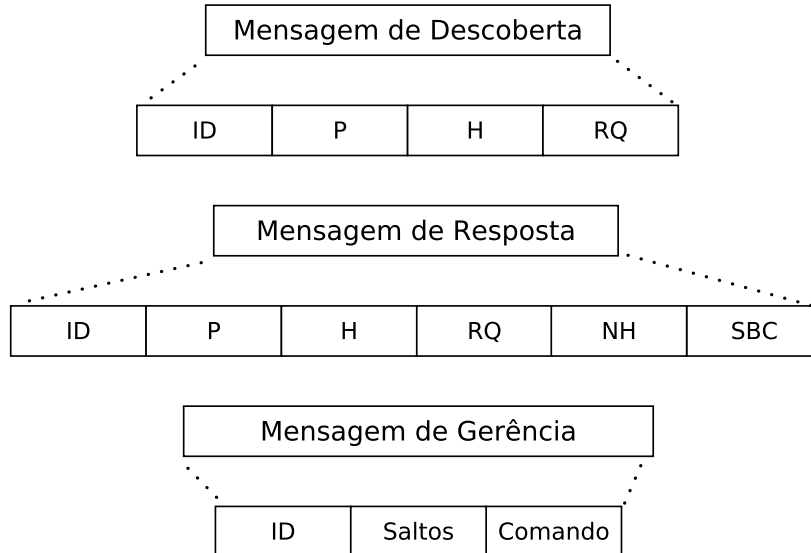 Mensagem de Descoberta
ID P H RQ
Mensagem de Resposta
ID P H RQ NH SBC
Mensagem de Gerência
ID Saltos Comando